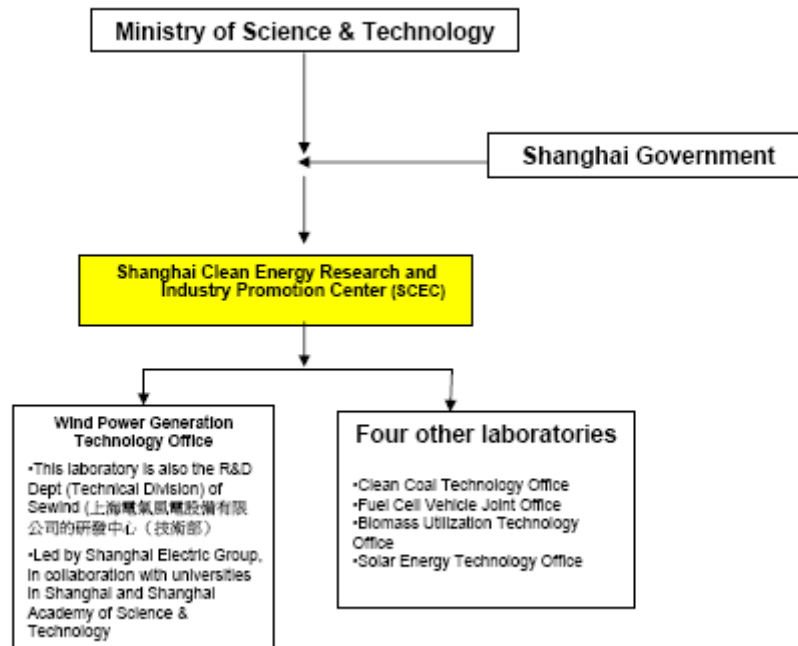 Ministry of Science & Technology
Shanghai Government
Shanghai Clean Energy Research and
Industry Promotion Center (SCEC)
Wind Power Generation
Technology Office
•This laboratory is also the R&D
Dept (Technical Division) of
Sewind (上海電氣風電設備有限
公司的研發中心（技術部）
•Led by Shanghai Electric Group,
in collaboration with universities
in Shanghai and Shanghai
Academy of Science &
Technology
Four other laboratories
•Clean Coal Technology Office
•Fuel Cell Vehicle Joint Office
•Biomass Utilization Technology
Office
•Solar Energy Technology Office